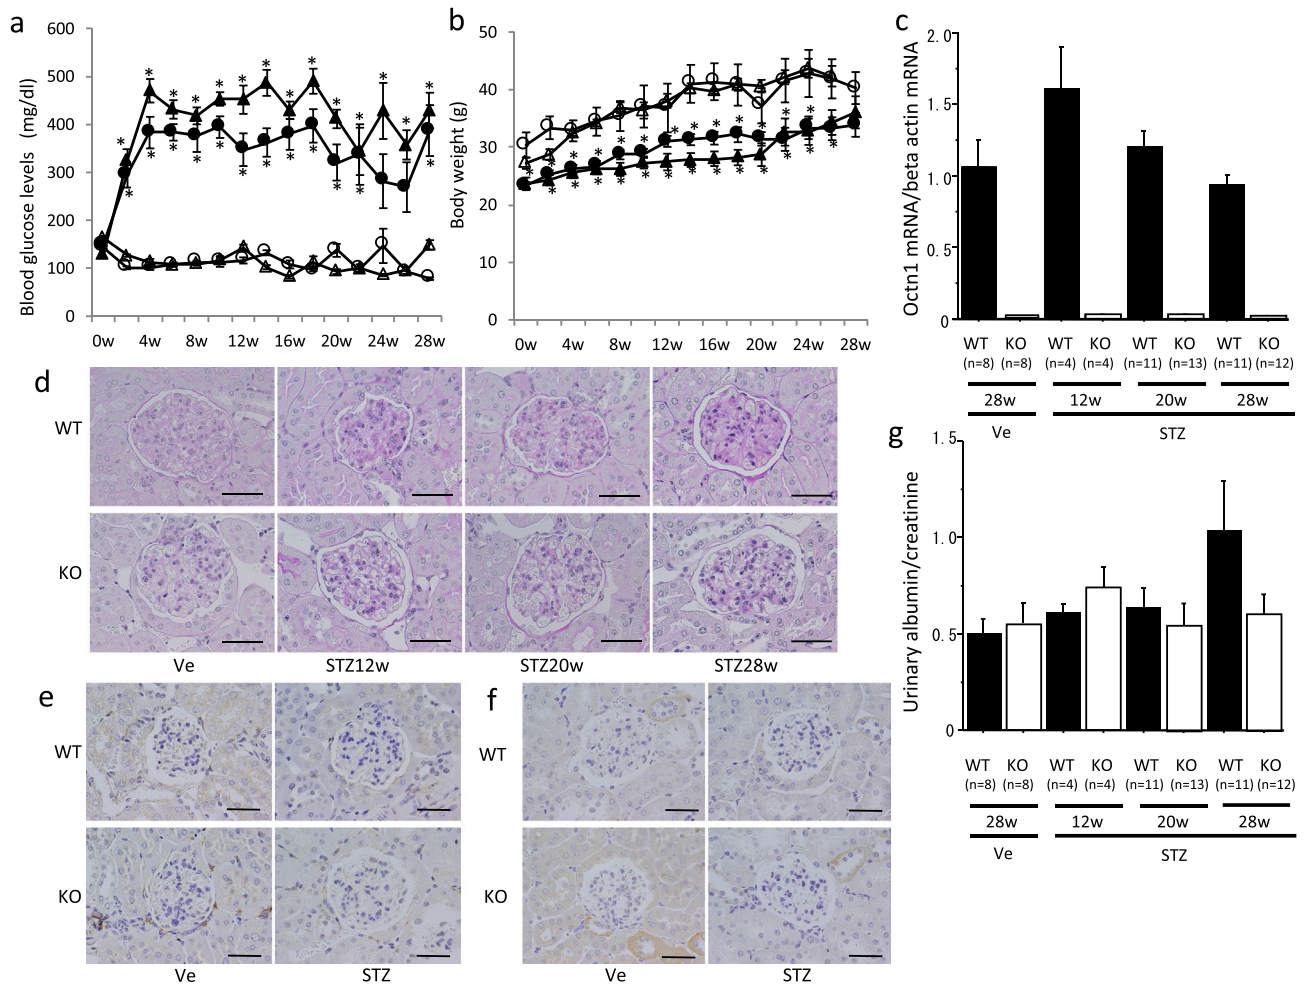 a
Blood glucose levels (mg/dl)
600
500
400
300
200
100
0
0w 4w 8w 12w 16w 20w 24w 28w
* * * * * * * * * * * * *
* * * * * * * * * *
b
Body weight (g)
50
40
30
20
10
0
0w 4w 8w 12w 16w 20w 24w 28w
* * * * * * * * * * * * *
* * * * * * * * * * *
c
Octn1 mRNA/beta actin mRNA
2.0
1.5
1.0
0.5
0
WT KO WT KO WT KO WT KO
(n=8) (n=8) (n=4) (n=4) (n=11) (n=13) (n=11) (n=12)
28w 12w 20w 28w
Ve STZ
d
WT
KO
Ve STZ12w STZ20w STZ28w
e
WT
KO
Ve STZ
f
WT
KO
Ve STZ
g
Urinary albumin/creatinine
1.5
1.0
0.5
0
WT KO WT KO WT KO WT KO
(n=8) (n=8) (n=4) (n=4) (n=11) (n=13) (n=11) (n=12)
28w 12w 20w 28w
Ve STZ